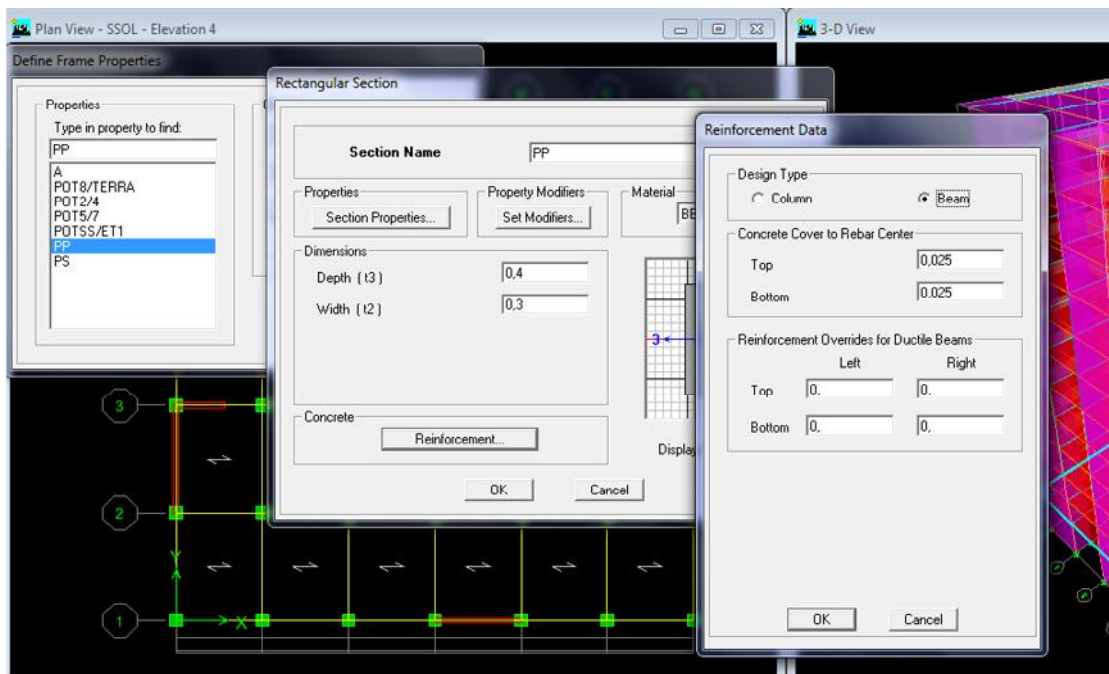 Plan View - SSOL - Elevation 4
3-D View
Define Frame Properties
Properties
Type in property to find:
PP
A
POT8/TERRA
POT2/4
POT5/7
POTSS/ET1
PP
PS
Rectangular Section
Section Name PP
Properties
Section Properties...
Property Modifiers
Set Modifiers...
Material
BE
Dimensions
Depth ( t3 ) 0,4
Width ( t2 ) 0,3
3
Concrete
Reinforcement...
Display
OK Cancel
Reinforcement Data
Design Type
Column Beam
Concrete Cover to Rebar Center
Top 0,025
Bottom 0.025
Reinforcement Overrides for Ductile Beams
Left Right
Top 0. 0.
Bottom 0, 0,
OK Cancel
3
2
Y
1 X